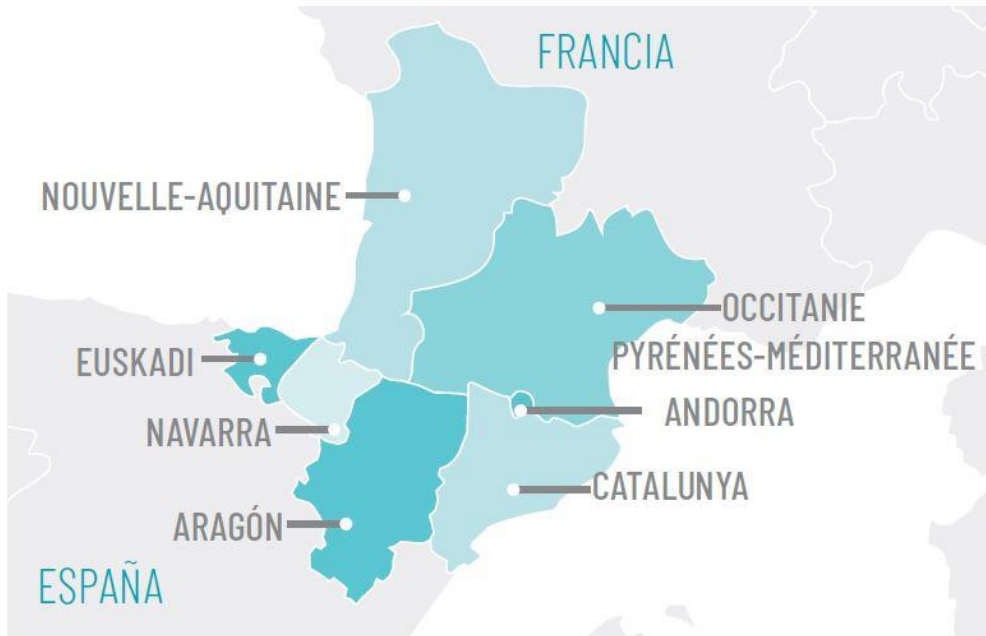 FRANCIA
NOUVELLE-AQUITAINE
OCCITANIE
PYRÉNÉES-MÉDITERRANÉE
EUSKADI
ANDORRA
NAVARRA
CATALUNYA
ARAGÓN
ESPAÑA